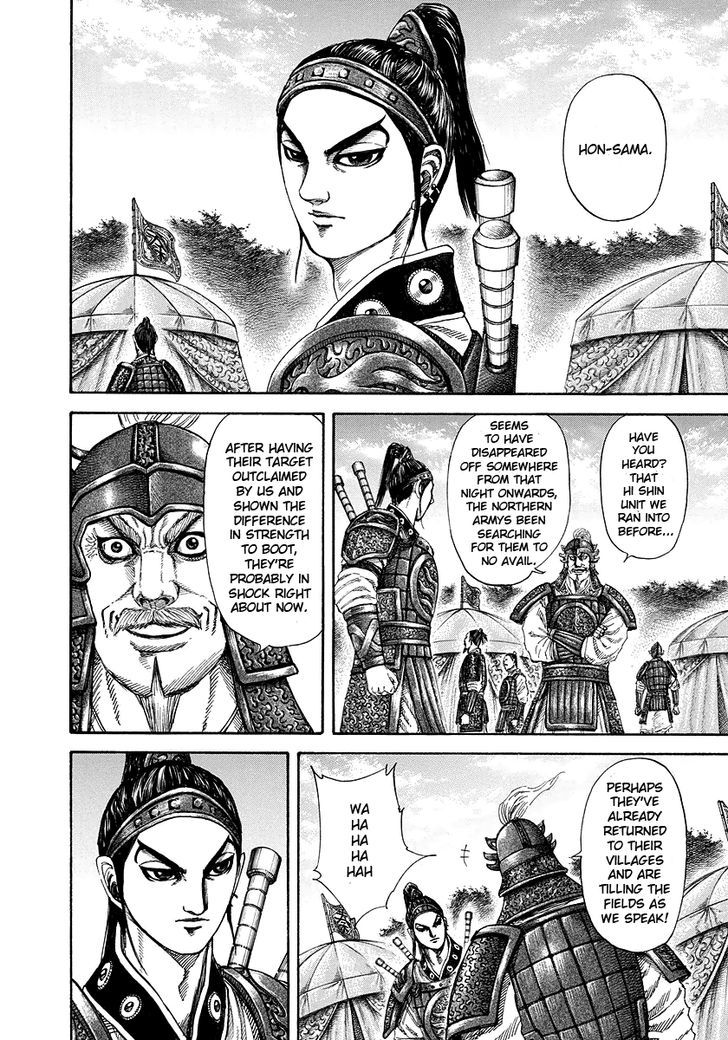 HON-SAMA.
HAVE
YOU
HEARD?
THAT
HI SHIN
UNIT WE
RAN INTO
BEFORE...
SEEMS
TO HAVE
DISAPPEARED
OFF SOMEWHERE
FROM THAT
NIGHT ONWARDS,
THE NORTHERN
ARMYS BEEN
SEARCHING
FOR THEM TO
NO AVAIL.
AFTER HAVING
THEIR TARGET
OUTCLAIMED
BY US AND
SHOWN THE
DIFFERENCE
IN STRENGTH
TO BOOT,
THEY'RE
PROBABLY IN
SHOCK RIGHT
ABOUT NOW.
PERHAPS
THEY'VE
ALREADY
RETURNED
TO THEIR
VILLAGES
AND ARE
TILLING THE
FIELDS AS
WE SPEAK!
WA
HA
HA
HA
HAH